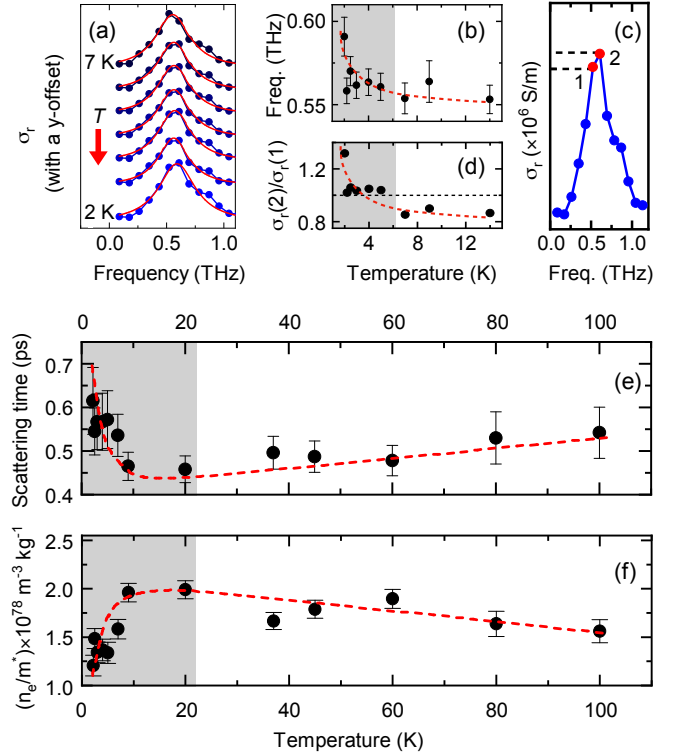 (a)
7 K
T
2 K
σr
(with a y-offset)
0.0 0.5 1.0
Frequency (THz)
(b)
0.60
0.55
Freq. (THz)
(d)
1.2
1.0
0.8
σr(2)/σr(1)
4 8 12
Temperature (K)
(c)
2
1
σr (×10⁶ S/m)
0.0 0.5 1.0
Freq. (THz)
0 20 40 60 80 100
(e)
0.7
0.6
0.5
0.4
Scattering time (ps)
(f)
2.5
2.0
1.5
1.0
(ne/m*)×10⁷⁸ m⁻³ kg⁻¹
0 20 40 60 80 100
Temperature (K)